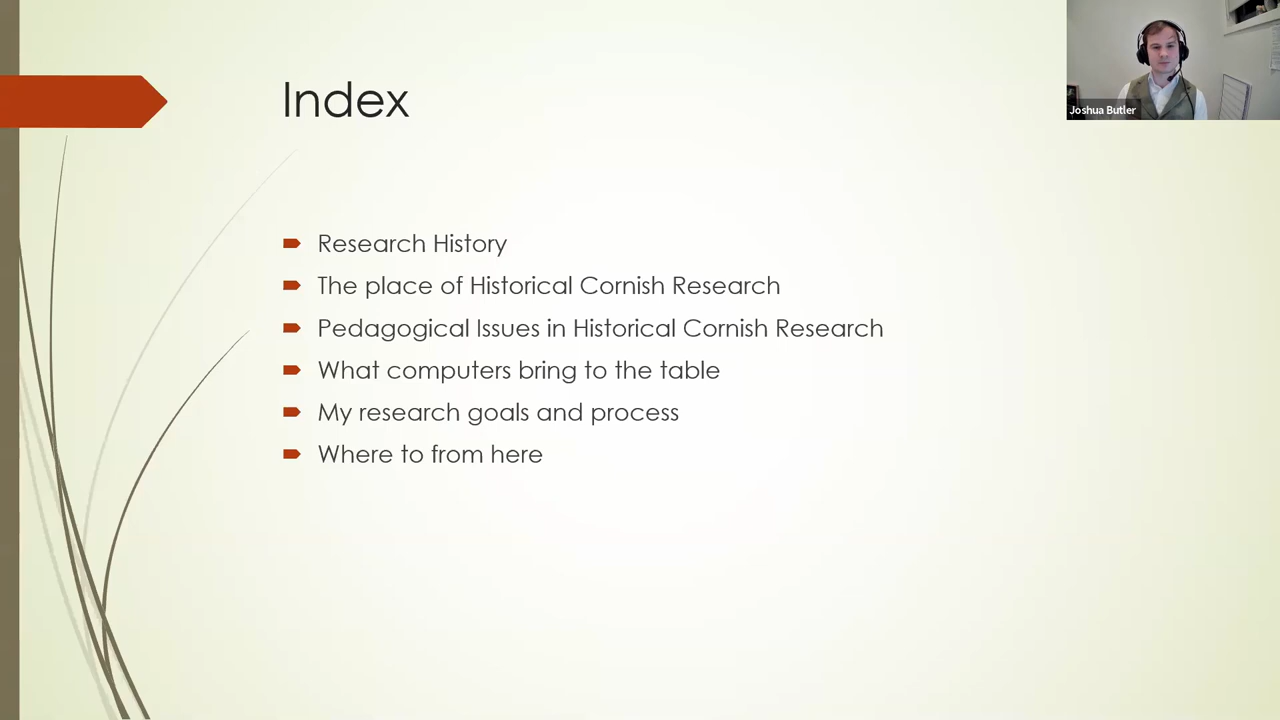 Index
Joshua Butler
Research History
The place of Historical Cornish Research
Pedagogical Issues in Historical Cornish Research
What computers bring to the table
My research goals and process
Where to from here